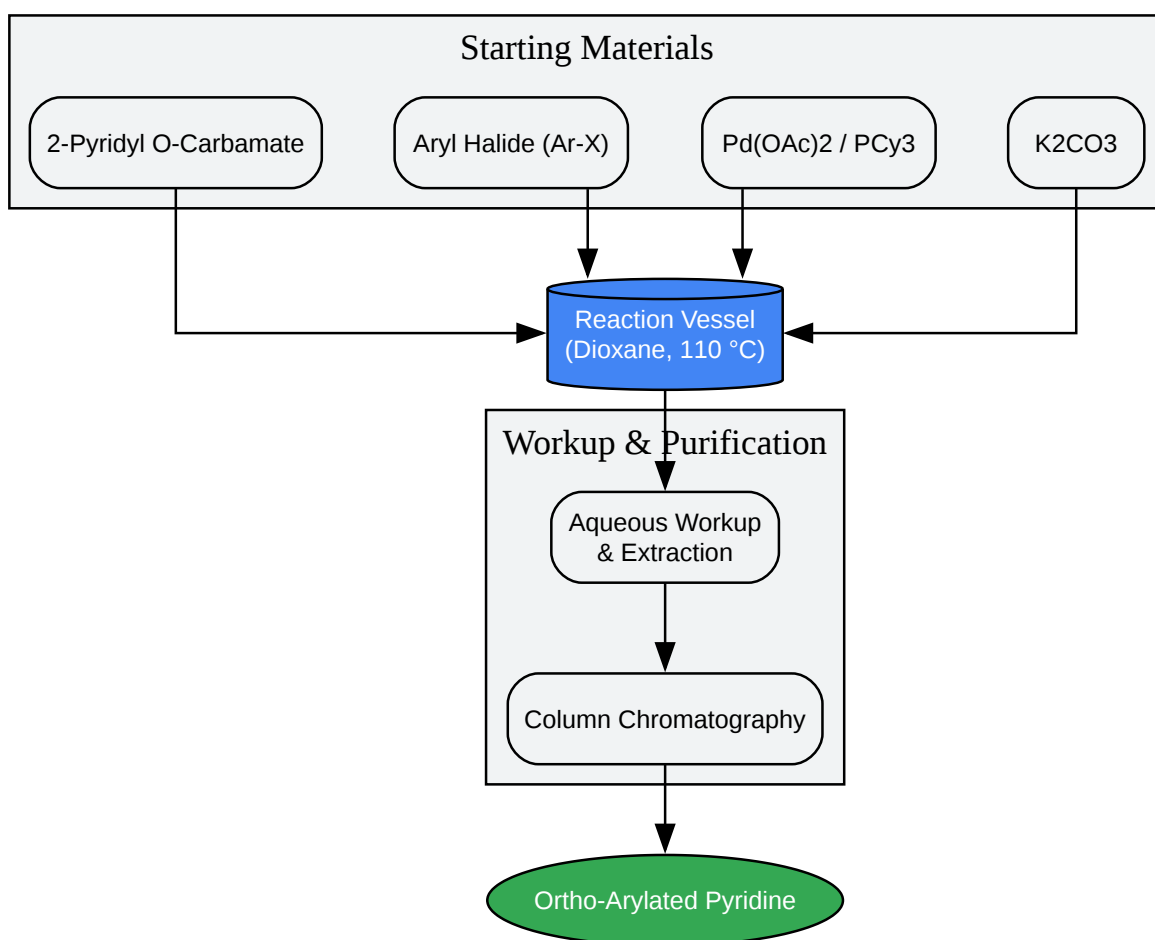 Starting Materials
2-Pyridyl O-Carbamate
Aryl Halide (Ar-X)
Pd(OAc)2 / PCy3
K2CO3
Reaction Vessel
(Dioxane, 110 °C)
Workup & Purification
Aqueous Workup
& Extraction
Column Chromatography
Ortho-Arylated Pyridine